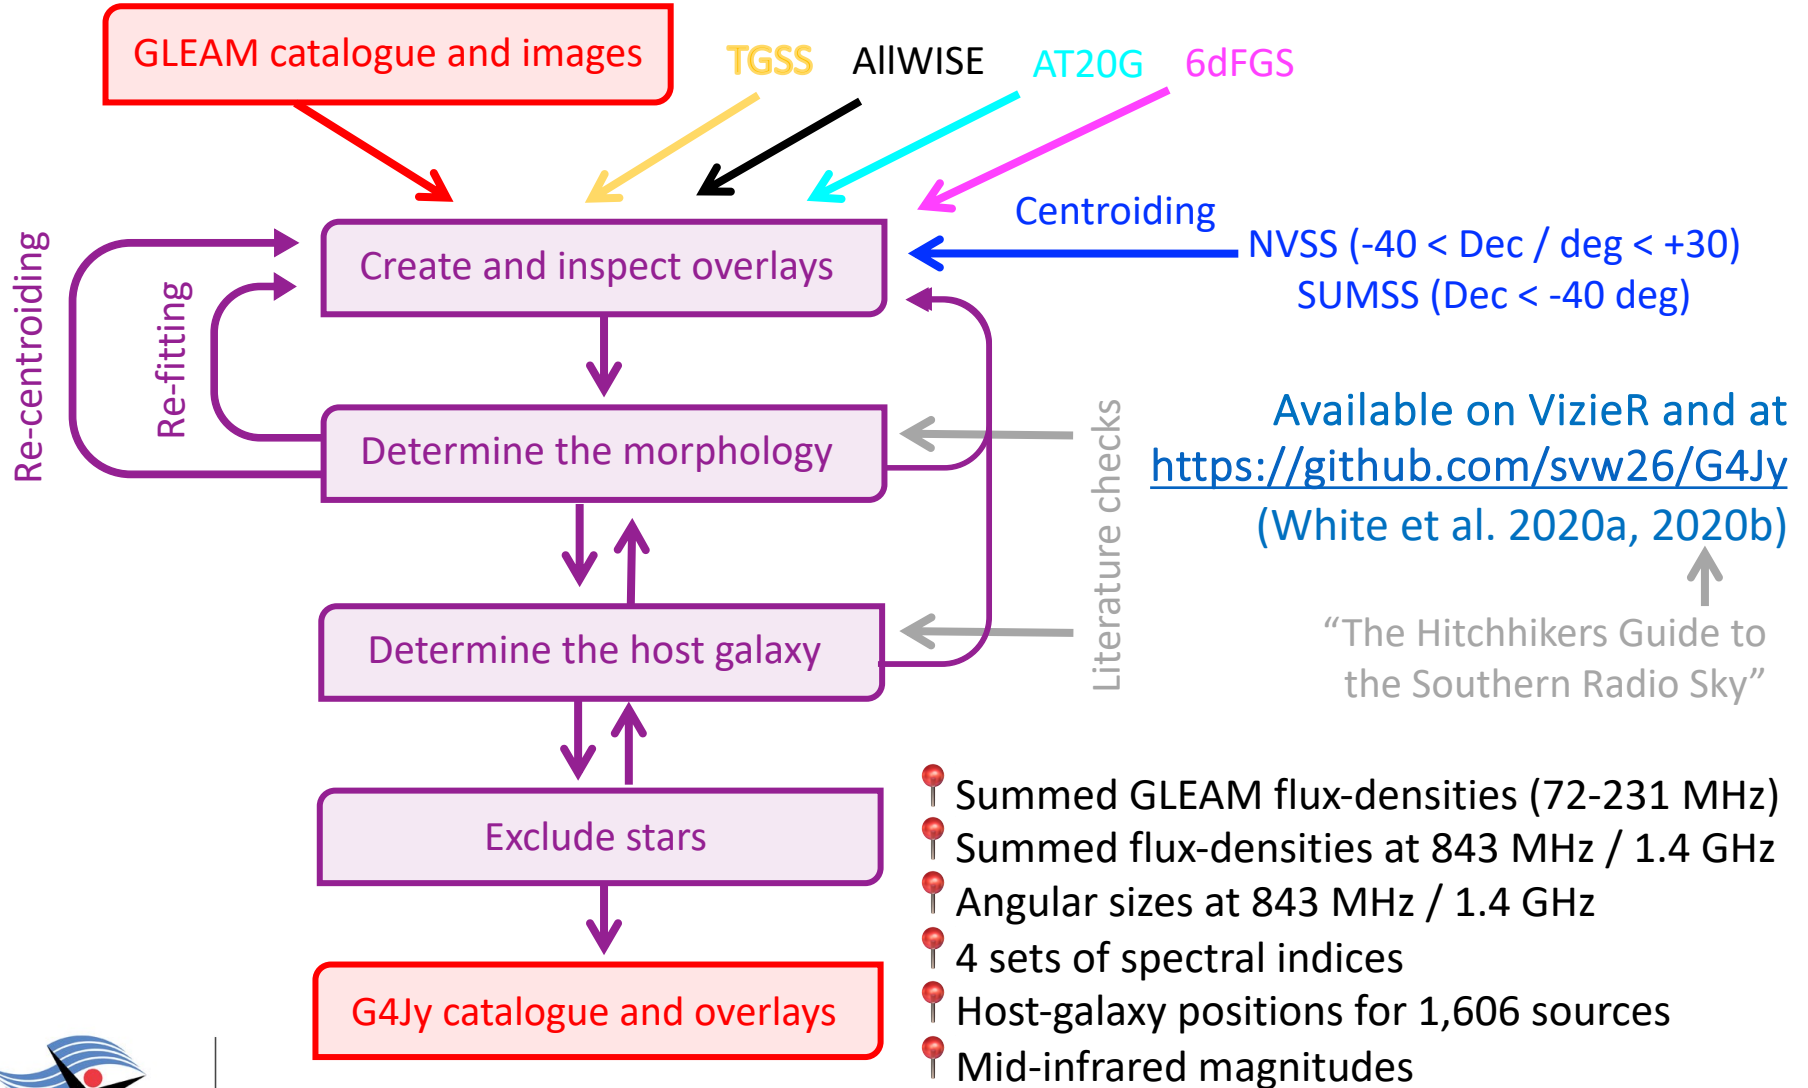 GLEAM catalogue and images
TGSS
AllWISE
AT20G
6dFGS
Centroiding
NVSS (-40 < Dec / deg < +30)
SUMSS (Dec < -40 deg)
Create and inspect overlays
Re-centroiding
Re-fitting
Determine the morphology
Literature checks
Available on VizieR and at
https://github.com/svw26/G4Jy
(White et al. 2020a, 2020b)
“The Hitchhikers Guide to
the Southern Radio Sky”
Determine the host galaxy
Exclude stars
G4Jy catalogue and overlays
Summed GLEAM flux-densities (72-231 MHz)
Summed flux-densities at 843 MHz / 1.4 GHz
Angular sizes at 843 MHz / 1.4 GHz
4 sets of spectral indices
Host-galaxy positions for 1,606 sources
Mid-infrared magnitudes